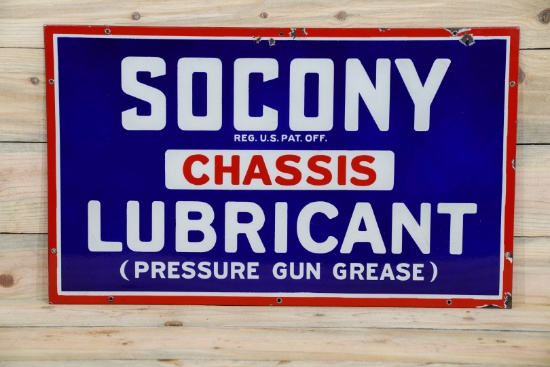 SOCONY
REG. U.S. PAT. OFF.
CHASSIS
LUBRICANT
(PRESSURE GUN GREASE)